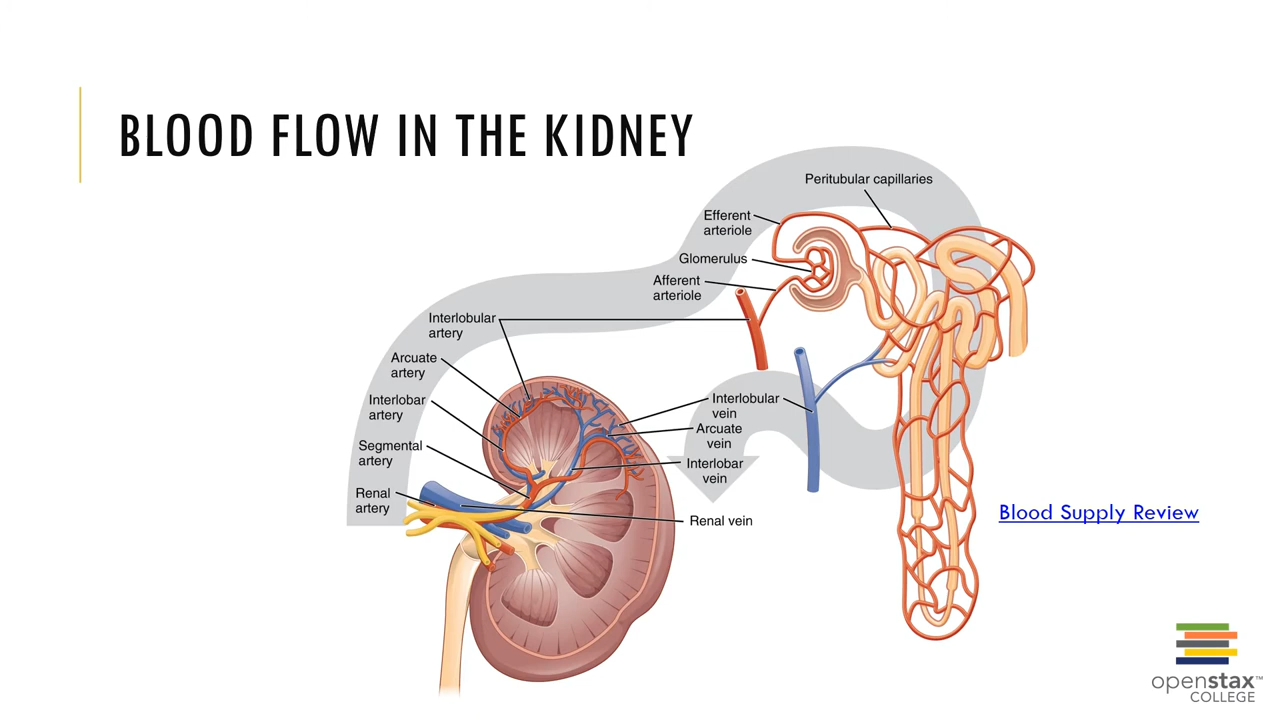 BLOOD FLOW IN THE KIDNEY
Peritubular capillaries
Efferent
arteriole
Glomerulus
Afferent
arteriole
Interlobular
artery
Arcuate
artery
Interlobar
artery
Segmental
artery
Renal
artery
Interlobular
vein
Arcuate
vein
Interlobar
vein
Renal vein
Blood Supply Review
openstax™
COLLEGE